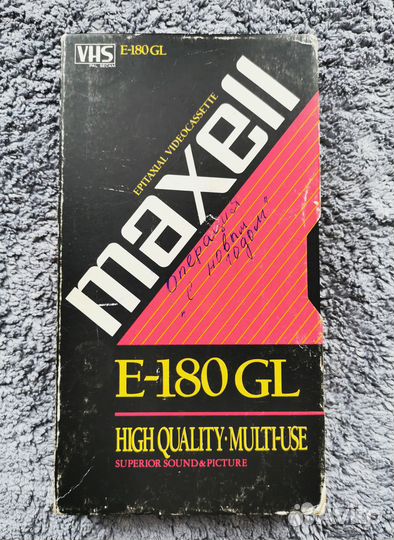 VHS
PAL SECAM
E-180 GL
EPITAXIAL VIDEOCASSETTE
maxell
Операция
"С новым
годом"
E-180 GL
HIGH QUALITY·MULTI-USE
SUPERIOR SOUND & PICTURE
Avito